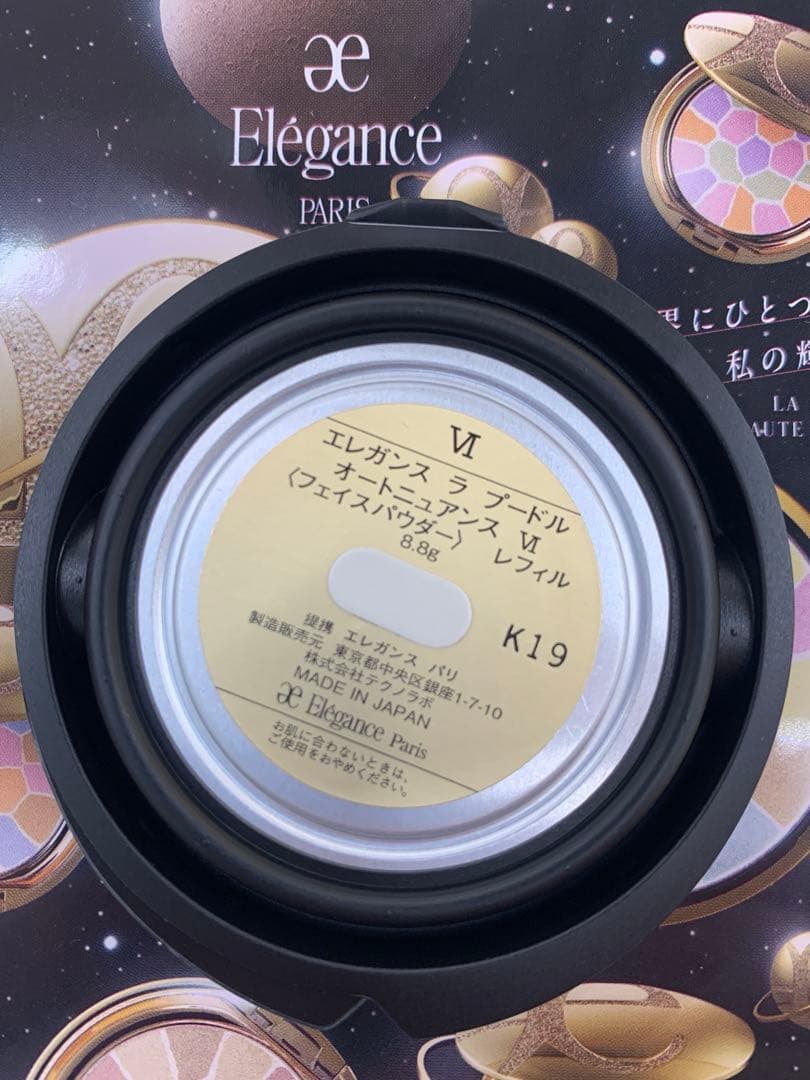 æ
Elégance
PARIS
にひとつ
私の輝
LA
AUTE
VI
エレガンス ラ プードル
オートニュアンス VI
〈フェイスパウダー〉 レフィル
8.8g
K19
提携 エレガンス パリ
製造販売元 東京都中央区銀座1-7-10
株式会社テクノラボ
MADE IN JAPAN
æ Elégance Paris
お肌に合わないときは、
ご使用をおやめください。